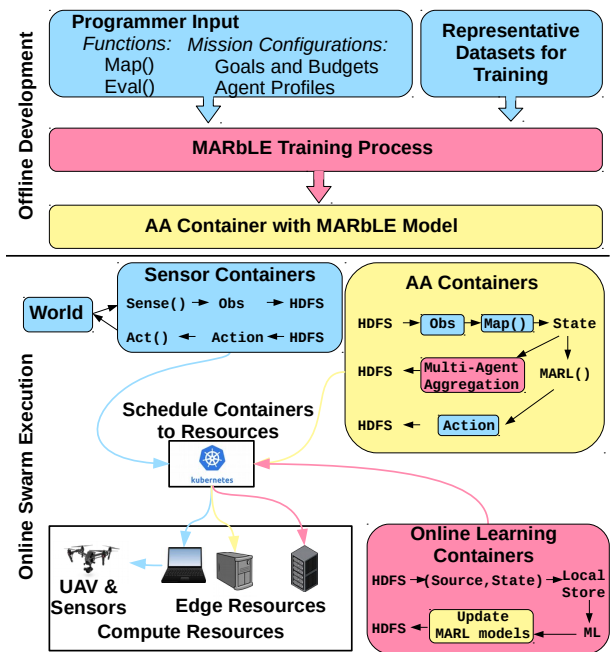 Offline Development
Programmer Input
Functions: Mission Configurations:
Map() Goals and Budgets
Eval() Agent Profiles
Representative
Datasets for
Training
MARbLE Training Process
AA Container with MARbLE Model
Online Swarm Execution
World
Sensor Containers
Sense() Obs HDFS
Act() Action HDFS
AA Containers
HDFS Obs Map() State
HDFS Multi-Agent
Aggregation
MARL()
HDFS Action
Schedule Containers
to Resources
kubernetes
UAV &
Sensors
Edge Resources
Compute Resources
Online Learning
Containers
HDFS (Source,State) Local
Store
HDFS Update
MARL models
ML